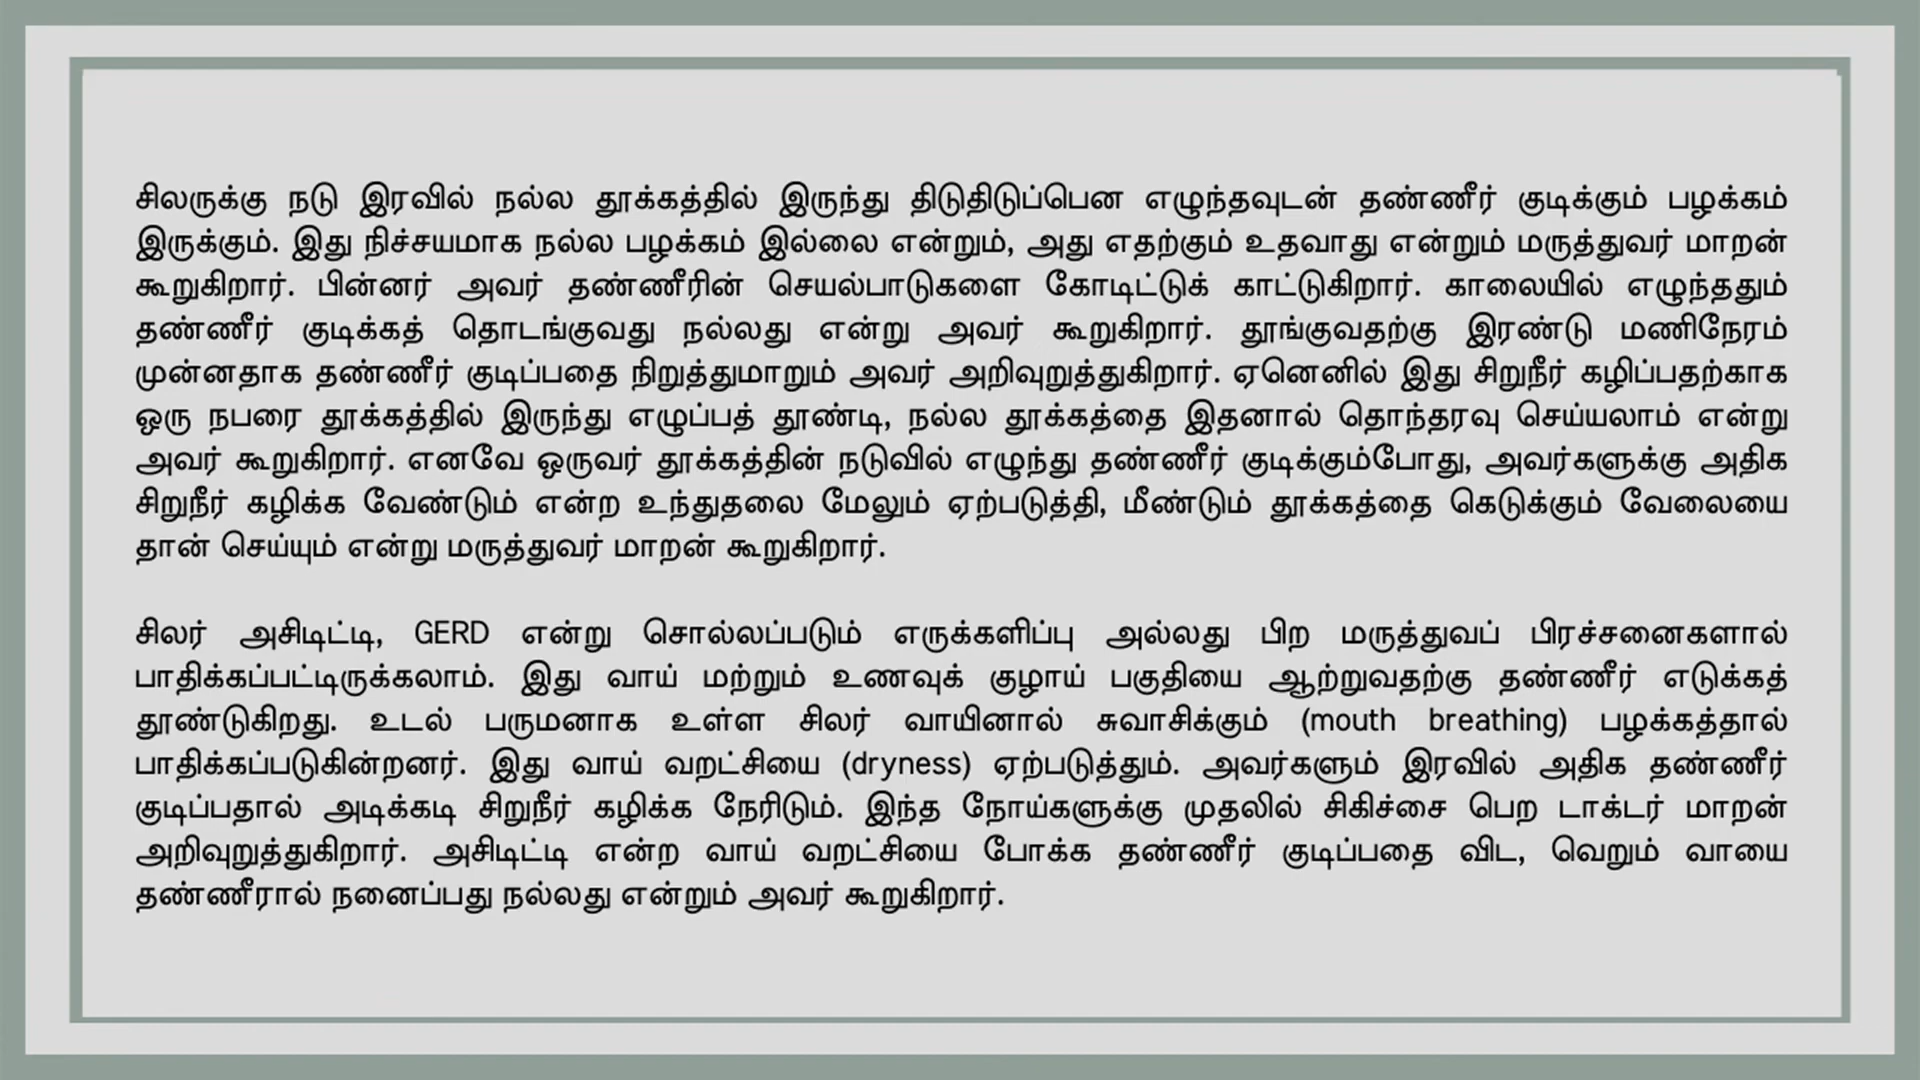 சிலருக்கு நடு இரவில் நல்ல தூக்கத்தில் இருந்து திடுதிடுப்பென எழுந்தவுடன் தண்ணீர் குடிக்கும் பழக்கம்
இருக்கும். இது நிச்சயமாக நல்ல பழக்கம் இல்லை என்றும், அது எதற்கும் உதவாது என்றும் மருத்துவர் மாறன்
கூறுகிறார். பின்னர் அவர் தண்ணீரின் செயல்பாடுகளை கோடிட்டுக் காட்டுகிறார். காலையில் எழுந்ததும்
தண்ணீர் குடிக்கத் தொடங்குவது நல்லது என்று அவர் கூறுகிறார். தூங்குவதற்கு இரண்டு மணிநேரம்
முன்னதாக தண்ணீர் குடிப்பதை நிறுத்துமாறும் அவர் அறிவுறுத்துகிறார். ஏனெனில் இது சிறுநீர் கழிப்பதற்காக
ஒரு நபரை தூக்கத்தில் இருந்து எழுப்பத் தூண்டி, நல்ல தூக்கத்தை இதனால் தொந்தரவு செய்யலாம் என்று
அவர் கூறுகிறார். எனவே ஒருவர் தூக்கத்தின் நடுவில் எழுந்து தண்ணீர் குடிக்கும்போது, அவர்களுக்கு அதிக
சிறுநீர் கழிக்க வேண்டும் என்ற உந்துதலை மேலும் ஏற்படுத்தி, மீண்டும் தூக்கத்தை கெடுக்கும் வேலையை
தான் செய்யும் என்று மருத்துவர் மாறன் கூறுகிறார்.
சிலர் அசிடிட்டி, GERD என்று சொல்லப்படும் எருக்களிப்பு அல்லது பிற மருத்துவப் பிரச்சனைகளால்
பாதிக்கப்பட்டிருக்கலாம். இது வாய் மற்றும் உணவுக் குழாய் பகுதியை ஆற்றுவதற்கு தண்ணீர் எடுக்கத்
தூண்டுகிறது. உடல் பருமனாக உள்ள சிலர் வாயினால் சுவாசிக்கும் (mouth breathing) பழக்கத்தால்
பாதிக்கப்படுகின்றனர். இது வாய் வறட்சியை (dryness) ஏற்படுத்தும். அவர்களும் இரவில் அதிக தண்ணீர்
குடிப்பதால் அடிக்கடி சிறுநீர் கழிக்க நேரிடும். இந்த நோய்களுக்கு முதலில் சிகிச்சை பெற டாக்டர் மாறன்
அறிவுறுத்துகிறார். அசிடிட்டி என்ற வாய் வறட்சியை போக்க தண்ணீர் குடிப்பதை விட, வெறும் வாயை
தண்ணீரால் நனைப்பது நல்லது என்றும் அவர் கூறுகிறார்.